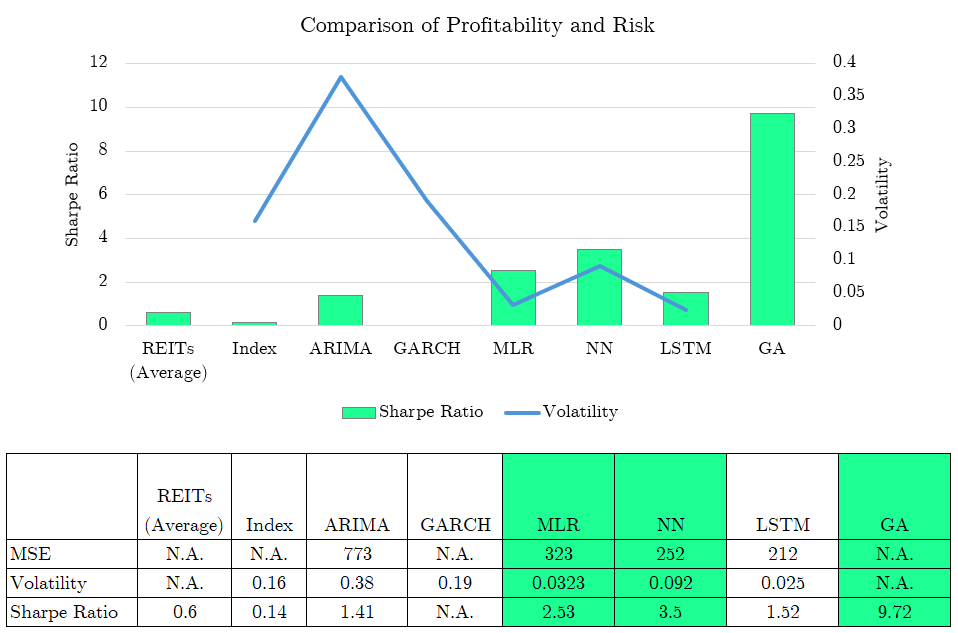 Comparison of Profitability and Risk
12 0.4
10 0.35
8 0.3
6 0.25
4 0.2
2 0.15
0 0.1
0.05
0
Sharpe Ratio
Volatility
REITs Index ARIMA GARCH MLR NN LSTM GA
(Average)
Sharpe Ratio Volatility
REITs
(Average) Index ARIMA GARCH MLR NN LSTM GA
MSE N.A. N.A. 773 N.A. 323 252 212 N.A.
Volatility N.A. 0.16 0.38 0.19 0.0323 0.092 0.025 N.A.
Sharpe Ratio 0.6 0.14 1.41 N.A. 2.53 3.5 1.52 9.72